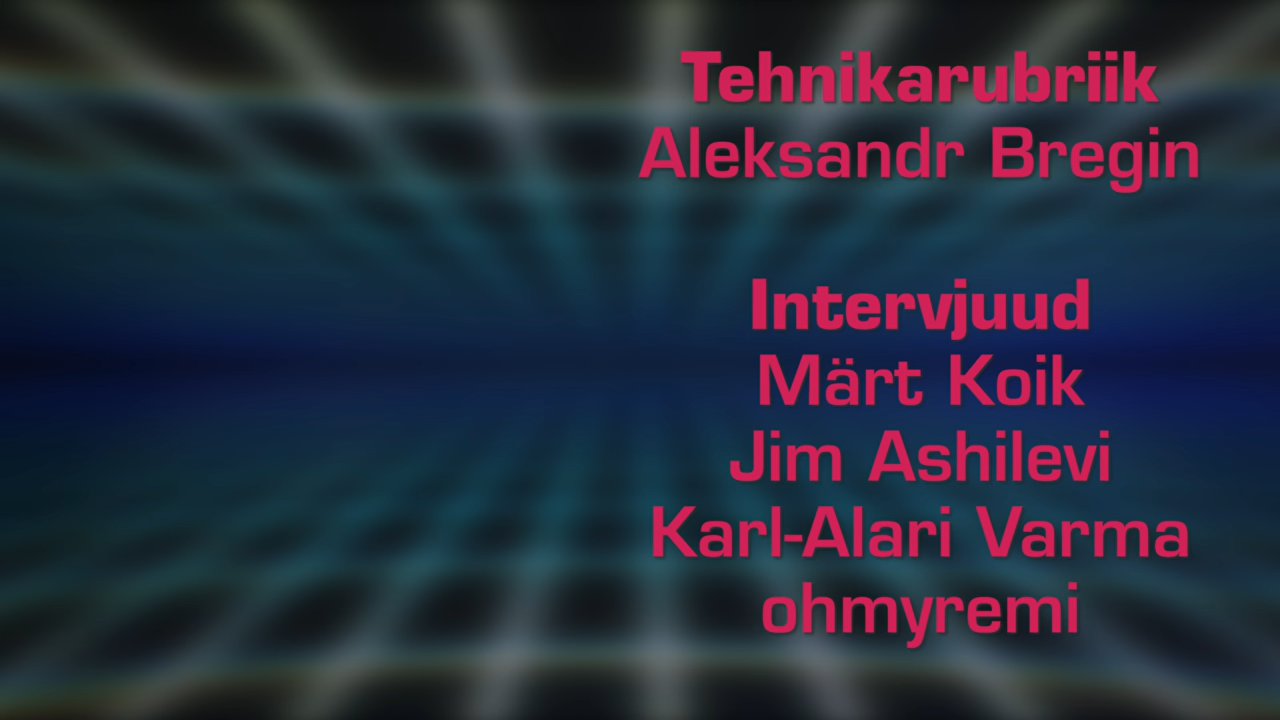 Tehnikarubriik
Aleksandr Bregin
Intervjuud
Märt Koik
Jim Ashilevi
Karl-Alari Varma
ohmyremi